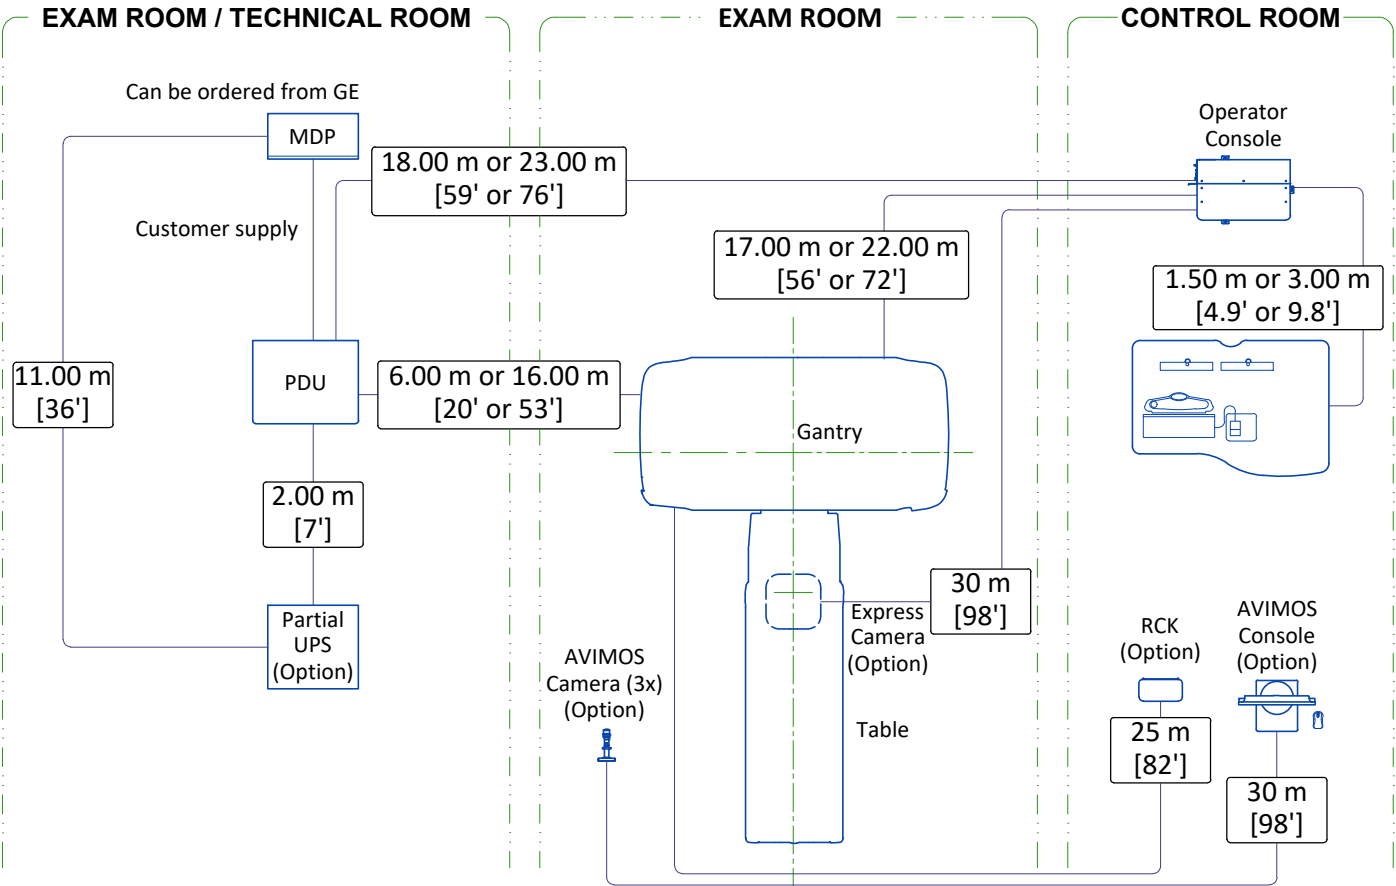 EXAM ROOM / TECHNICAL ROOM
EXAM ROOM
CONTROL ROOM
Can be ordered from GE
MDP
Operator
Console
18.00 m or 23.00 m
[59' or 76']
Customer supply
17.00 m or 22.00 m
[56' or 72']
1.50 m or 3.00 m
[4.9' or 9.8']
11.00 m
[36']
PDU
6.00 m or 16.00 m
[20' or 53']
Gantry
2.00 m
[7']
30 m
[98']
Express
Camera
(Option)
Partial
UPS
(Option)
AVIMOS
Camera (3x)
(Option)
RCK
(Option)
AVIMOS
Console
(Option)
Table
25 m
[82']
30 m
[98']